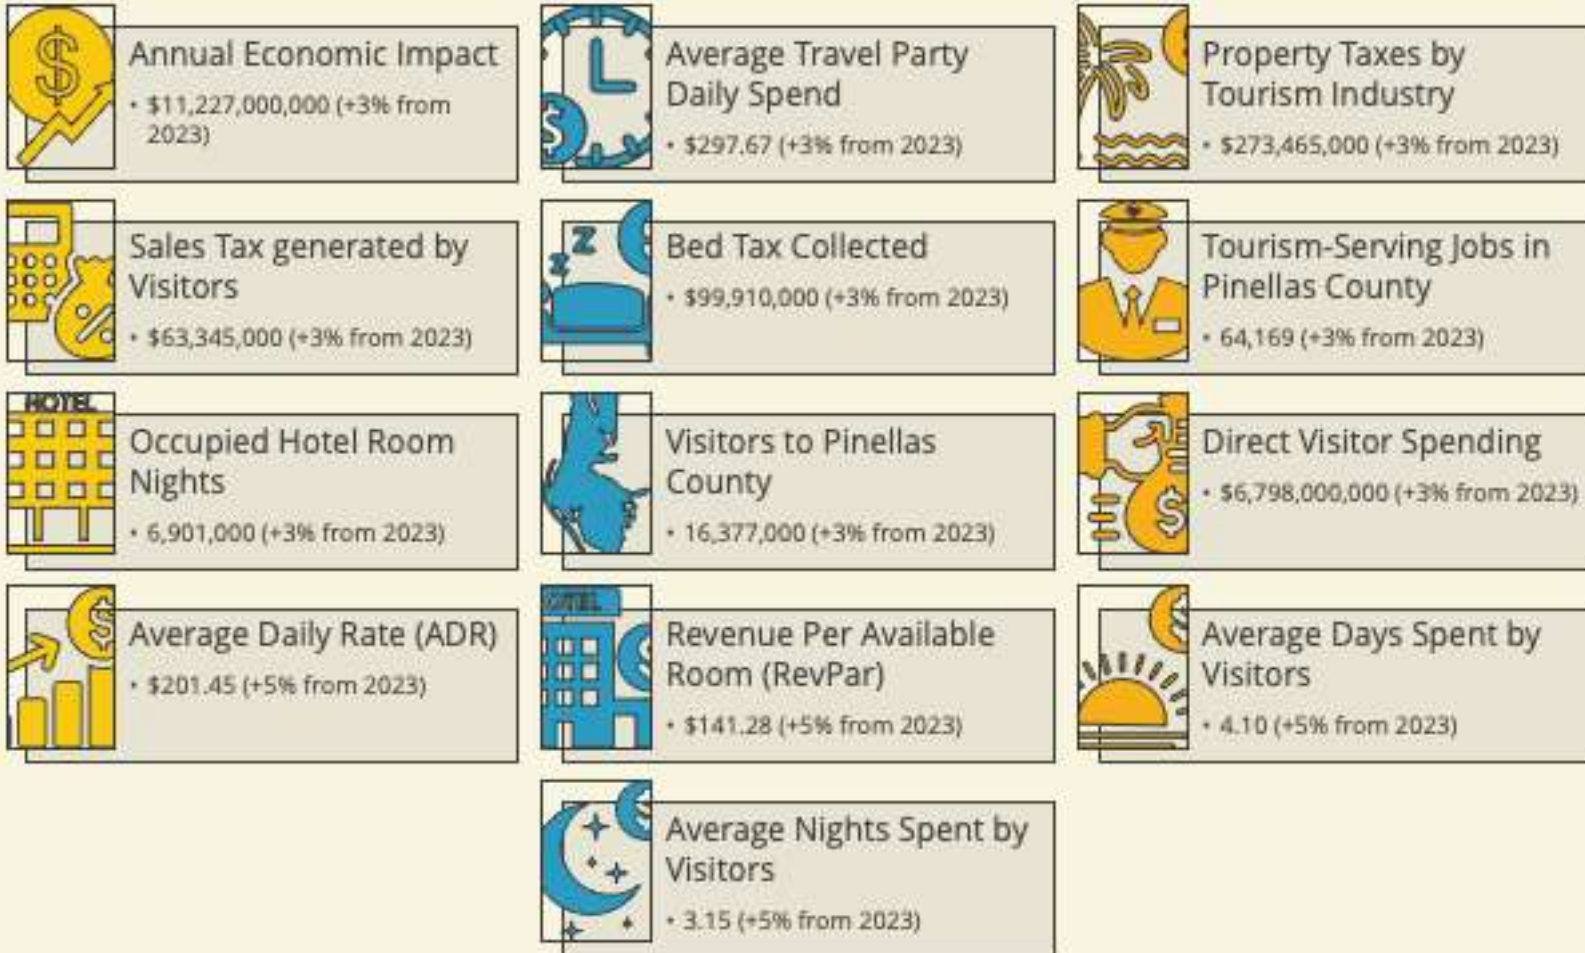 Annual Economic Impact
• $11,227,000,000 (+3% from
2023)
Average Travel Party
Daily Spend
• $297.67 (+3% from 2023)
Property Taxes by
Tourism Industry
• $273,465,000 (+3% from 2023)
Sales Tax generated by
Visitors
• $63,345,000 (+3% from 2023)
Bed Tax Collected
• $99,910,000 (+3% from 2023)
Tourism-Serving Jobs in
Pinellas County
• 64,169 (+3% from 2023)
HOTEL
Occupied Hotel Room
Nights
• 6,901,000 (+3% from 2023)
Visitors to Pinellas
County
• 16,377,000 (+3% from 2023)
Direct Visitor Spending
• $6,798,000,000 (+3% from 2023)
Average Daily Rate (ADR)
• $201.45 (+5% from 2023)
Revenue Per Available
Room (RevPar)
• $141.28 (+5% from 2023)
Average Days Spent by
Visitors
• 4.10 (+5% from 2023)
Average Nights Spent by
Visitors
• 3.15 (+5% from 2023)